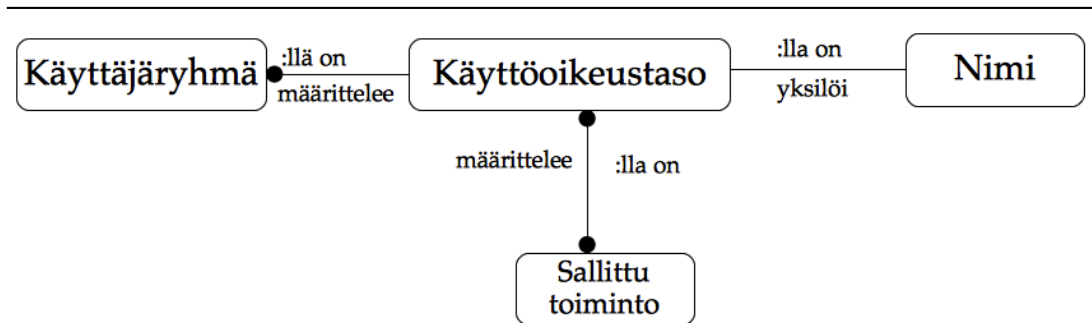 Käyttäjäryhmä
:llä on
määrittelee
Käyttöoikeustaso
:lla on
yksilöi
Nimi
määrittelee
:lla on
Sallittu
toiminto